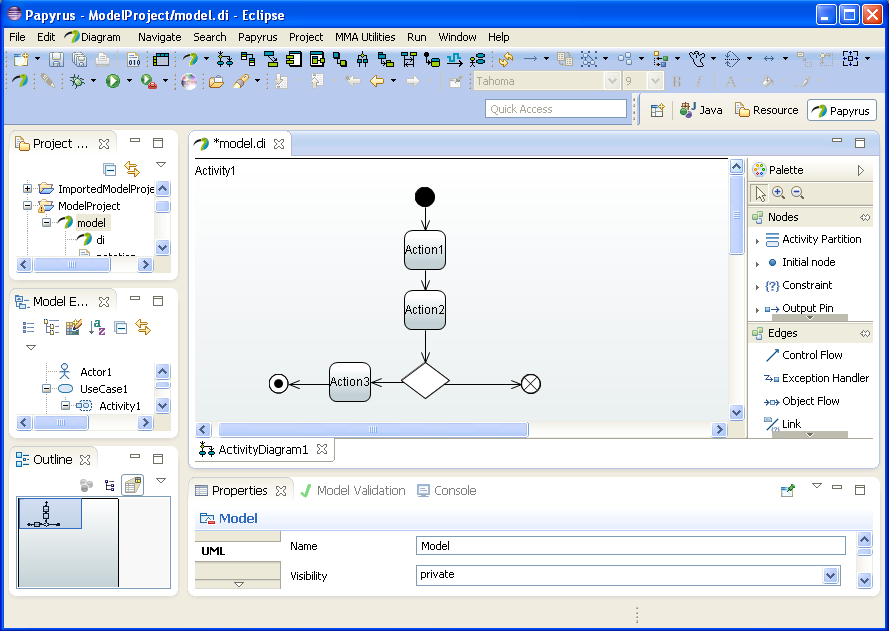 Papyrus - ModelProject/model.di - Eclipse
File Edit Diagram Navigate Search Papyrus Project MMA Utilities Run Window Help
010
Tahoma 9 B I A
Quick Access Java Resource Papyrus
Project ...
ImportedModelProje
ModelProject
model
di
Model E...
Actor1
UseCase1
Activity1
Outline
*model.di
Activity1
Action1
Action2
Action3
ActivityDiagram1
Palette
Nodes
Activity Partition
Initial node
{?} Constraint
Output Pin
Edges
Control Flow
Exception Handler
Object Flow
Link
Properties Model Validation Console
Model
UML
Name Model
Visibility private